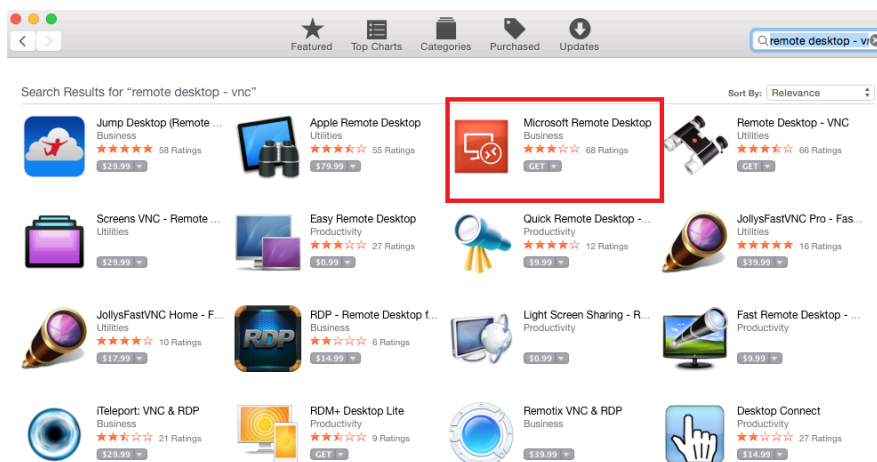 Featured Top Charts Categories Purchased Updates
remote desktop - vn
Search Results for “remote desktop - vnc”
Sort By: Relevance
Jump Desktop (Remote ...
Business
58 Ratings
$29.99
Apple Remote Desktop
Utilities
55 Ratings
$79.99
Microsoft Remote Desktop
Business
68 Ratings
GET
Remote Desktop - VNC
Utilities
66 Ratings
GET
Screens VNC - Remote ...
Utilities
$29.99
Easy Remote Desktop
Productivity
27 Ratings
$0.99
Quick Remote Desktop -...
Productivity
12 Ratings
$9.99
JollysFastVNC Pro - Fas...
Utilities
16 Ratings
$39.99
JollysFastVNC Home - F...
Utilities
10 Ratings
$17.99
RDP
RDP - Remote Desktop f...
Business
6 Ratings
$14.99
Light Screen Sharing - R...
Productivity
$0.99
Fast Remote Desktop - ...
Productivity
$9.99
iTeleport: VNC & RDP
Business
21 Ratings
$29.99
RDM+ Desktop Lite
Productivity
9 Ratings
GET
Remotix VNC & RDP
Business
$39.99
Desktop Connect
Productivity
27 Ratings
$14.99